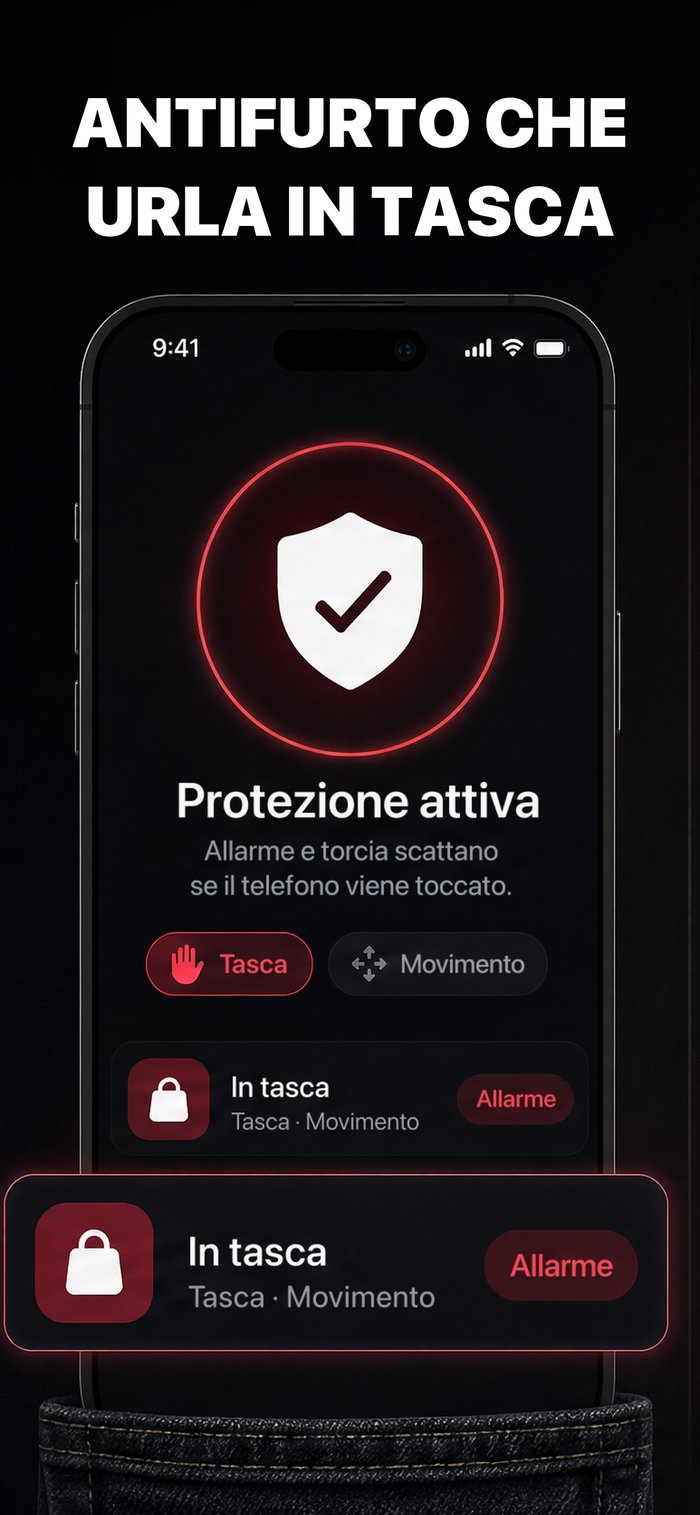 ANTIFURTO CHE
URLA IN TASCA
9:41
Protezione attiva
Allarme e torcia scattano
se il telefono viene toccato.
Tasca
Movimento
In tasca
Tasca · Movimento
Allarme
In tasca
Tasca · Movimento
Allarme